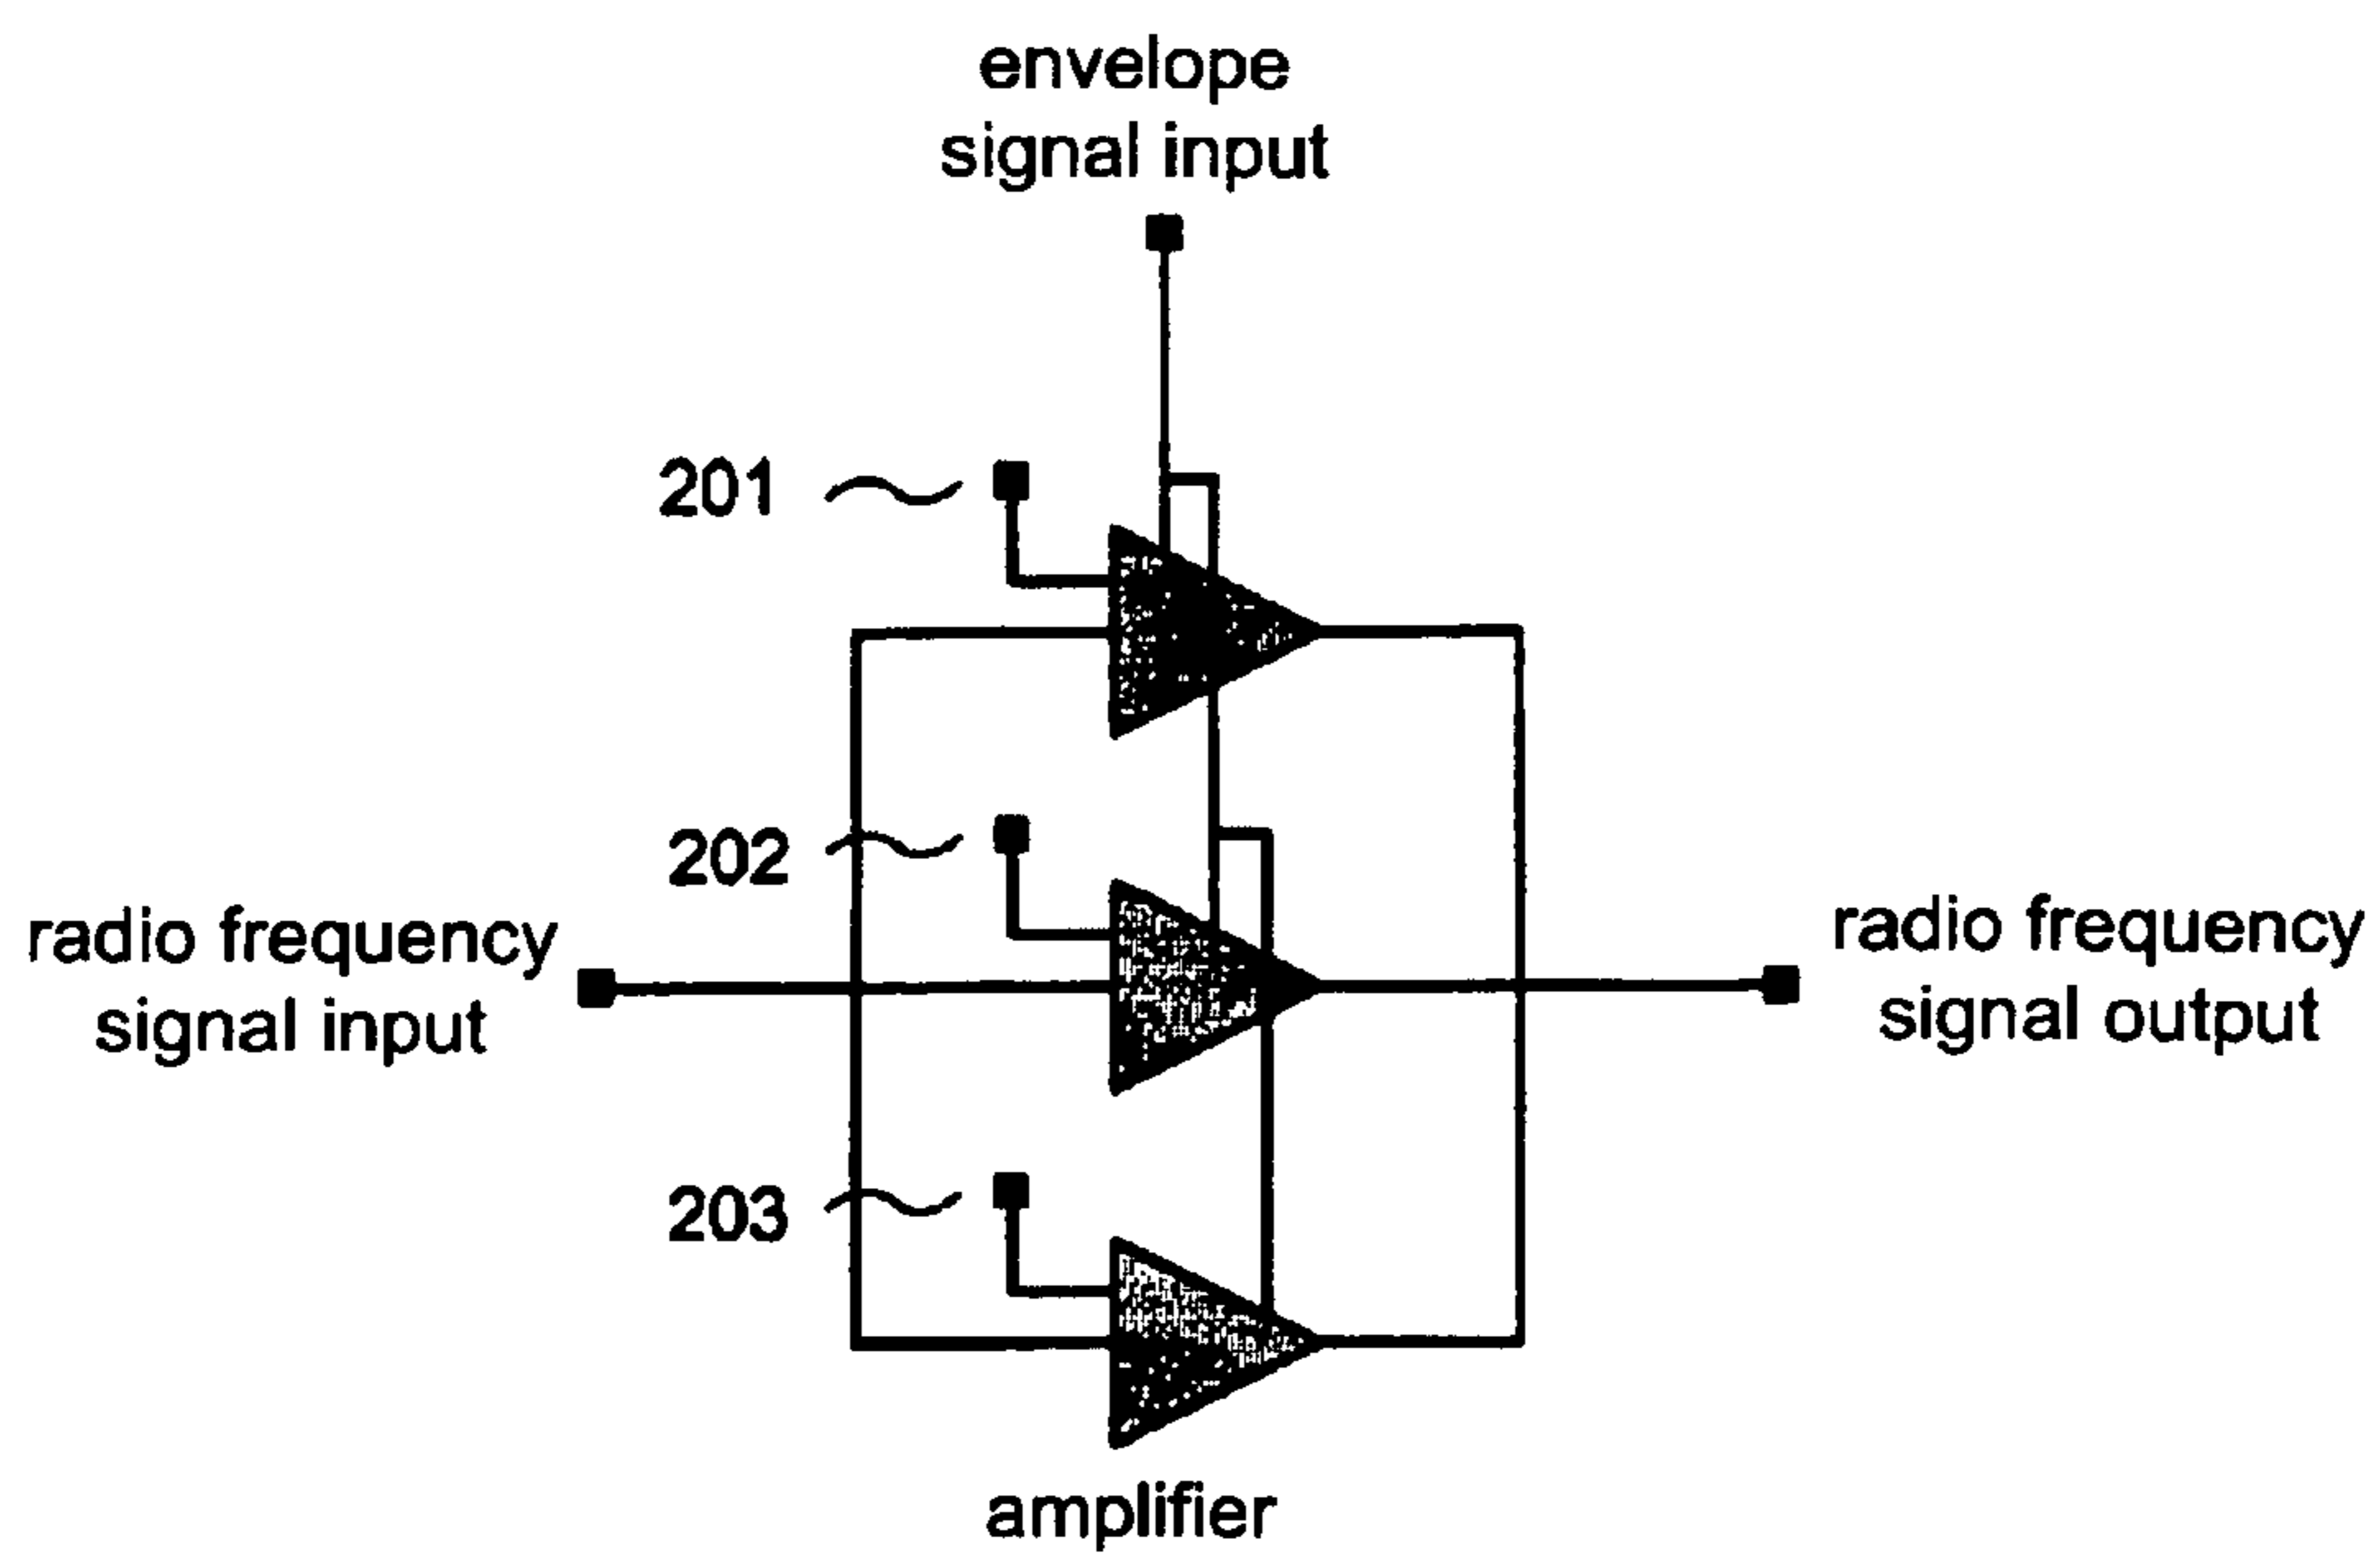 envelope
signal input
201
202
radio frequency
signal input
radio frequency
signal output
203
amplifier